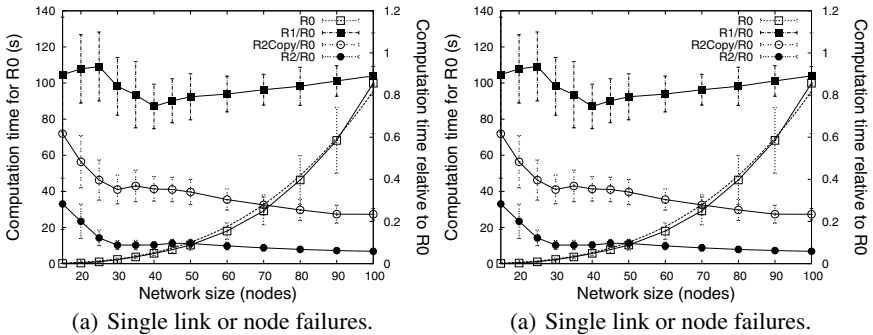 Computation time for R0 (s)
140
120
100
80
60
40
20
0
20 30 40 50 60 70 80 90 100
Network size (nodes)
1.2
1
0.8
0.6
0.4
0.2
0
Computation time relative to R0
R0
R1/R0
R2Copy/R0
R2/R0
(a) Single link or node failures.
Computation time for R0 (s)
140
120
100
80
60
40
20
0
20 30 40 50 60 70 80 90 100
Network size (nodes)
1.2
1
0.8
0.6
0.4
0.2
0
Computation time relative to R0
R0
R1/R0
R2Copy/R0
R2/R0
(a) Single link or node failures.